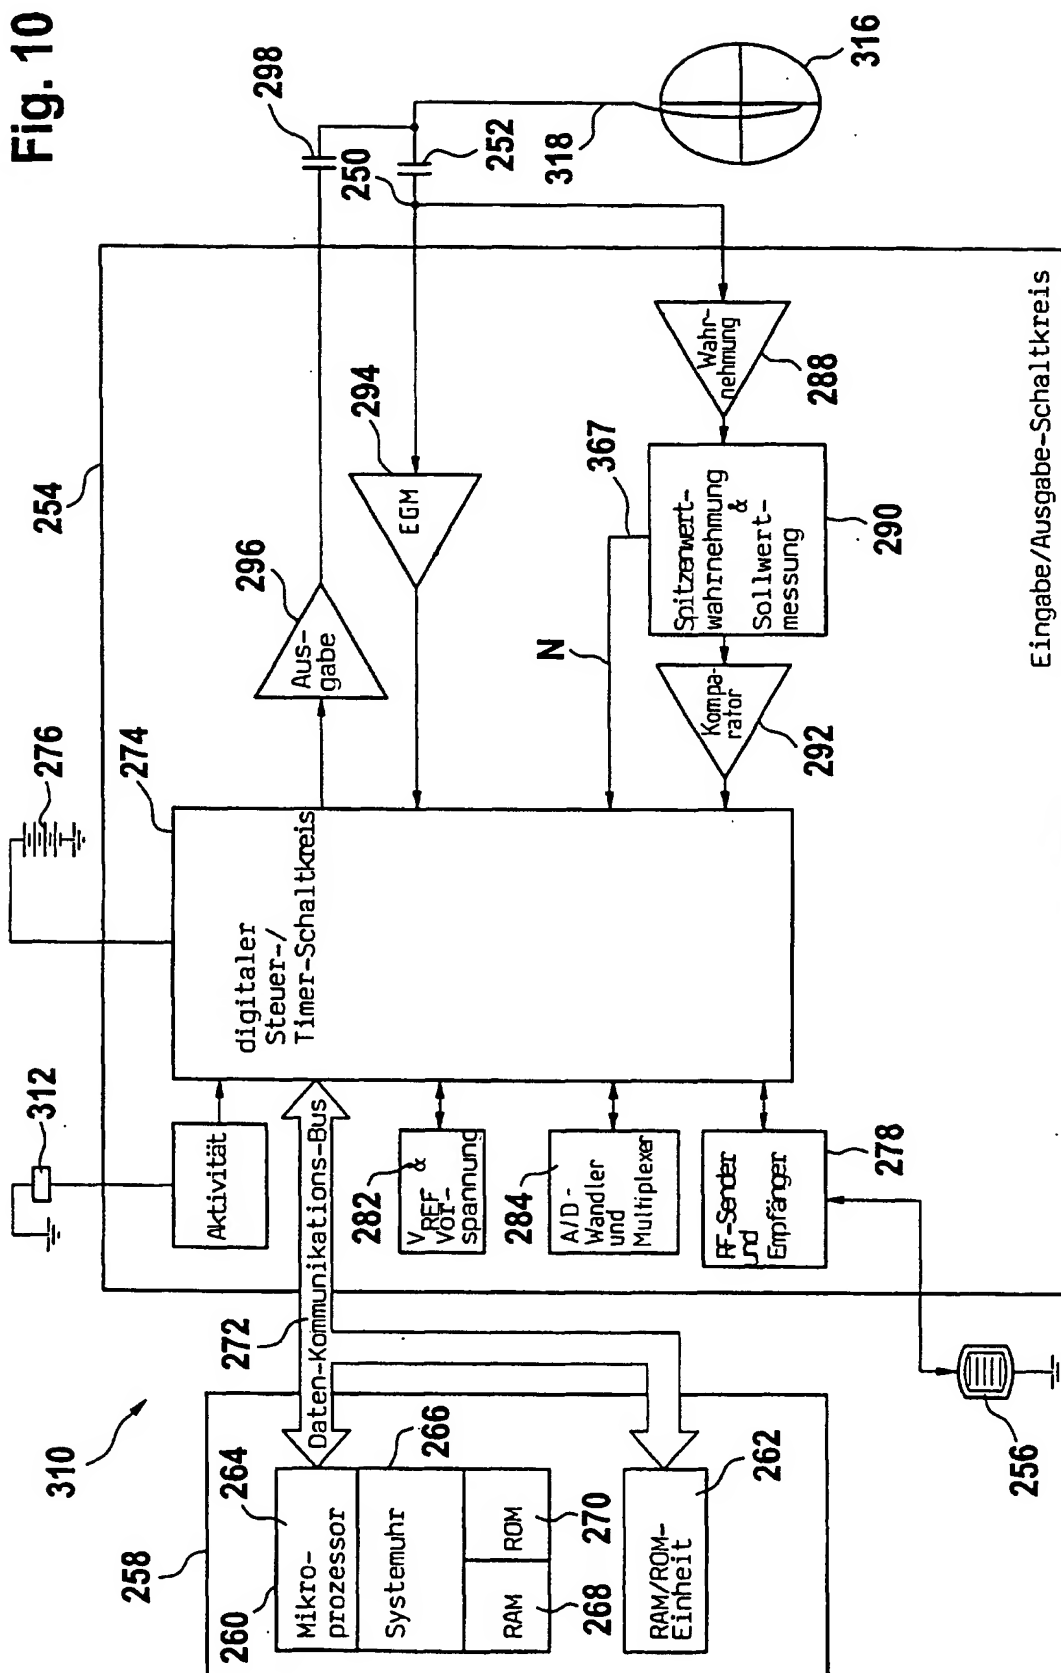 Fig. 10
310
258
260
264
Mikro-
prozessor
266
Systemuhr
RAM
ROM
268
270
262
RAM/ROM-
Einheit
272
Daten-Kommunikations-Bus
256
312
Aktivität
282
VREF &
Vor-
spannung
284
A/D-
Wandler
und
Multiplexer
278
RF-Sender
und
Empfänger
276
274
digitaler
Steuer-/
Timer-Schaltkreis
254
296
Aus-
gabe
294
EGM
N
367
Kompa-
rator
292
Spitzenwert-
wahrnehmung
&
Sollwert-
messung
290
Wahr-
nehmung
288
Eingabe/Ausgabe-Schaltkreis
298
250
252
318
316